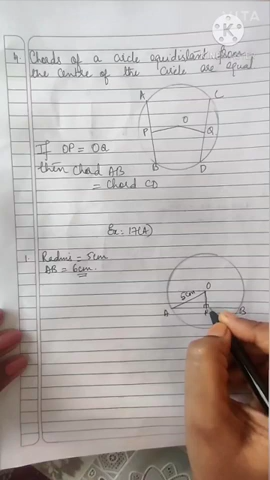 4. Chords of a circle equidistant from
the centre of the circle are equal
A C
O
P Q
B D
If OP = OQ
then Chord AB
= Chord CD
Ex: 17(A)
1. Radius = 5cm
AB = 6cm.
O
5cm
A P B